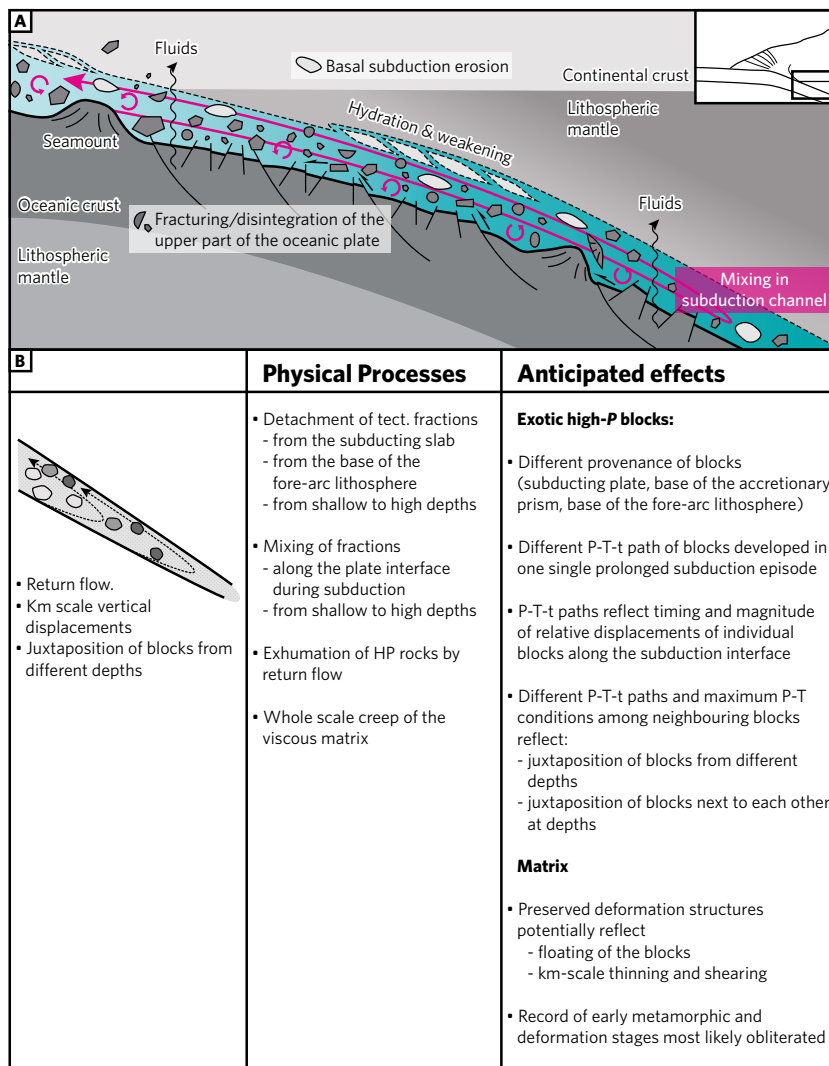 A
Fluids
Basal subduction erosion
Continental crust
Lithospheric
mantle
Hydration & weakening
Seamount
Fluids
Oceanic crust
Fracturing/disintegration of the
upper part of the oceanic plate
Lithospheric
mantle
Mixing in
subduction channel
B
• Return flow.
• Km scale vertical
displacements
• Juxtaposition of blocks from
different depths
Physical Processes
• Detachment of tect. fractions
- from the subducting slab
- from the base of the
fore-arc lithosphere
- from shallow to high depths
• Mixing of fractions
- along the plate interface
during subduction
- from shallow to high depths
• Exhumation of HP rocks by
return flow
• Whole scale creep of the
viscous matrix
Anticipated effects
Exotic high-P blocks:
• Different provenance of blocks
(subducting plate, base of the accretionary
prism, base of the fore-arc lithosphere)
• Different P-T-t path of blocks developed in
one single prolonged subduction episode
• P-T-t paths reflect timing and magnitude
of relative displacements of individual
blocks along the subduction interface
• Different P-T-t paths and maximum P-T
conditions among neighbouring blocks
reflect:
- juxtaposition of blocks from different
depths
- juxtaposition of blocks next to each other
at depths
Matrix
• Preserved deformation structures
potentially reflect
- floating of the blocks
- km-scale thinning and shearing
• Record of early metamorphic and
deformation stages most likely obliterated